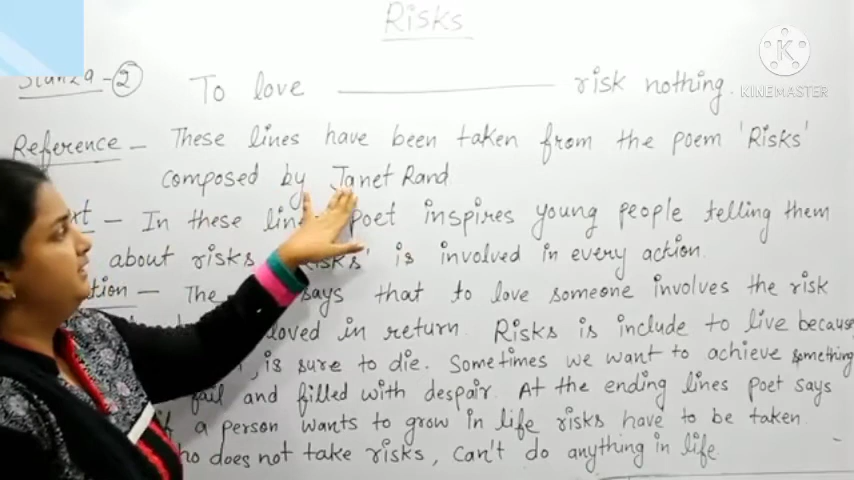 Risks
KINEMASTER
Stanza-2 To love ________ risk nothing.
Reference - These lines have been taken from the poem 'Risks'
composed by Janet Rand
- In these poet inspires young people telling them
about risks is involved in every action.
- The says that to love someone involves the risk
loved in return. Risks is include to live because
, is sure to die. Sometimes we want to achieve something
fail and filled with despair. At the ending lines poet says
if a person wants to grow in life risks have to be taken
does not take risks, can't do anything in life.